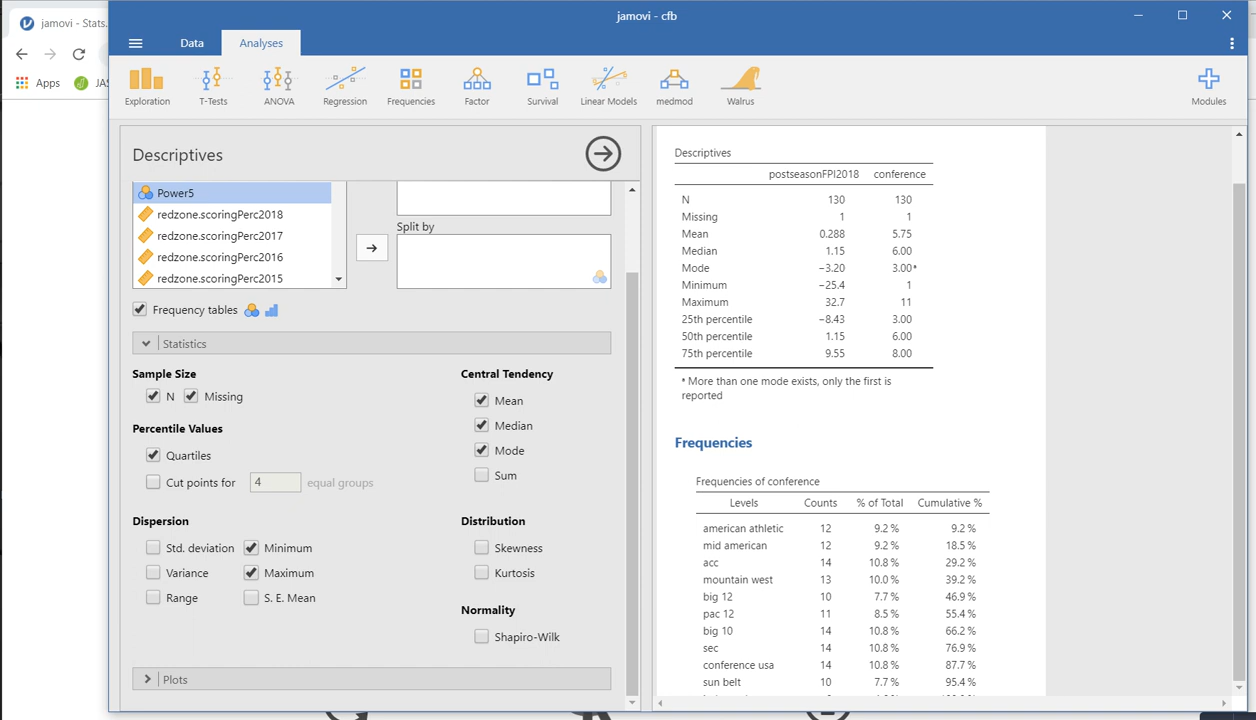 jamovi - Stats.
jamovi - cfb
Data
Analyses
Apps
JAS
Exploration
T-Tests
ANOVA
Regression
Frequencies
Factor
Survival
Linear Models
medmod
Walrus
Modules
Descriptives
Power5
redzone.scoringPerc2018
redzone.scoringPerc2017
redzone.scoringPerc2016
redzone.scoringPerc2015
Split by
Frequency tables
Statistics
Sample Size
N Missing
Percentile Values
Quartiles
Cut points for 4 equal groups
Dispersion
Std. deviation Minimum
Variance Maximum
Range S. E. Mean
Central Tendency
Mean
Median
Mode
Sum
Distribution
Skewness
Kurtosis
Normality
Shapiro-Wilk
Plots
Descriptives
postseasonFPI2018 conference
N 130 130
Missing 1 1
Mean 0.288 5.75
Median 1.15 6.00
Mode −3.20 3.00*
Minimum −25.4 1
Maximum 32.7 11
25th percentile −8.43 3.00
50th percentile 1.15 6.00
75th percentile 9.55 8.00
* More than one mode exists, only the first is
reported
Frequencies
Frequencies of conference
Levels Counts % of Total Cumulative %
american athletic 12 9.2 % 9.2 %
mid american 12 9.2 % 18.5 %
acc 14 10.8 % 29.2 %
mountain west 13 10.0 % 39.2 %
big 12 10 7.7 % 46.9 %
pac 12 11 8.5 % 55.4 %
big 10 14 10.8 % 66.2 %
sec 14 10.8 % 76.9 %
conference usa 14 10.8 % 87.7 %
sun belt 10 7.7 % 95.4 %